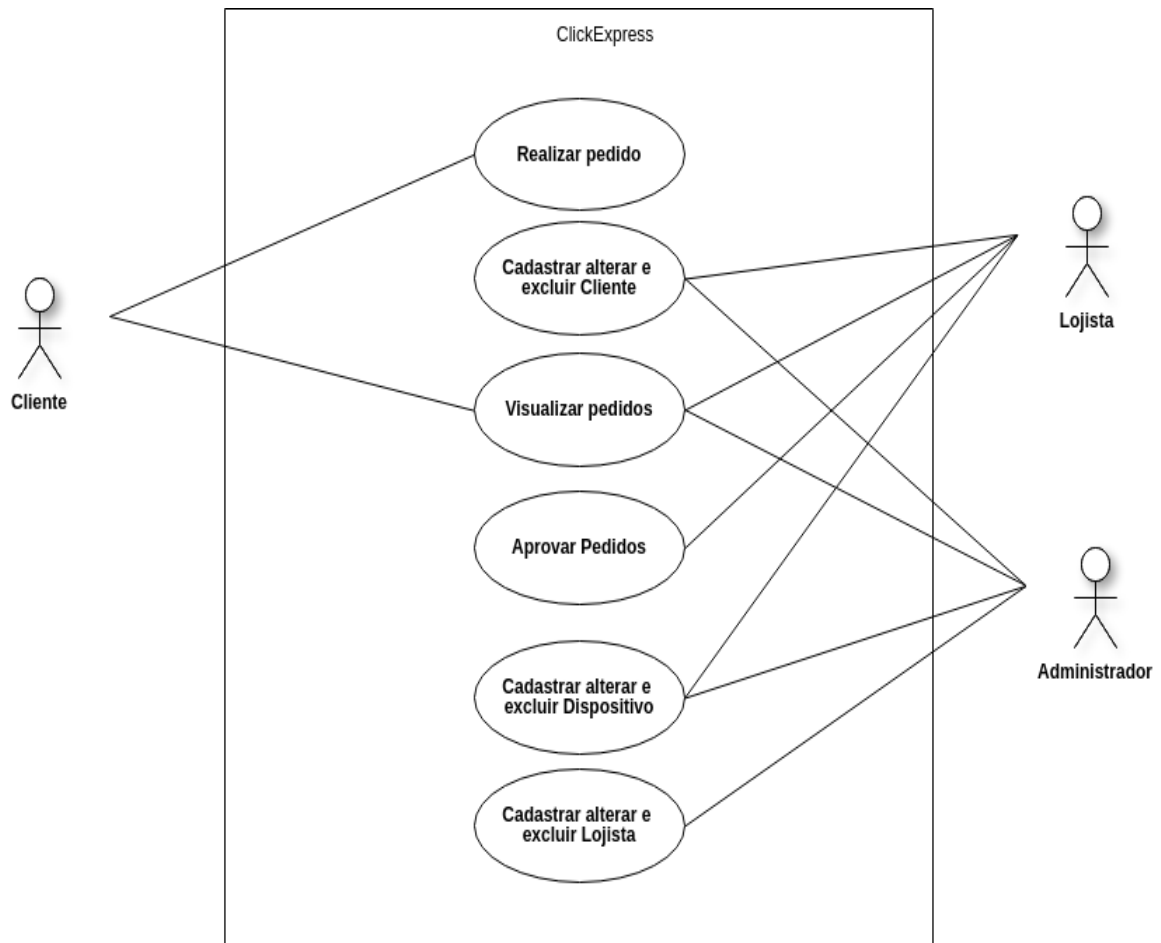 ClickExpress
Realizar pedido
Cadastrar alterar e
excluir Cliente
Visualizar pedidos
Aprovar Pedidos
Cadastrar alterar e
excluir Dispositivo
Cadastrar alterar e
excluir Lojista
Cliente
Lojista
Administrador